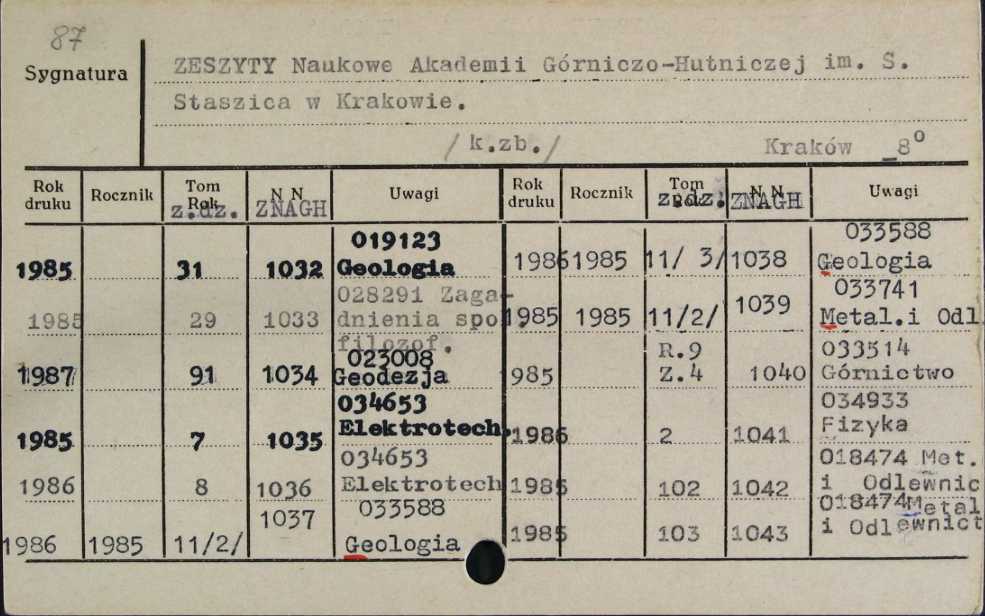 87
Sygnatura
ZESZYTY Naukowe Akademii Górniczo-Hutniczej im. S.
Staszica w Krakowie.
/k.zb./ Kraków 8°
Rok druku Rocznik Tom Rok z.dz. N N ZNAGH Uwagi
1985 31 1032 019123 Geologia
1985 29 1033 028291 Zaga-
dnienia społ.
filozof.
1987 91 1034 023008 Geodezja
1985 7 1035 034653 Elektrotech.
1986 8 1036 034653 Elektrotech
1986 1985 11/2/ 1037 033588 Geologia
Rok druku Rocznik Tom Rok z.dz. N N ZNAGH Uwagi
1986 1985 11/ 3/ 1038 033588 Geologia
1985 1985 11/2/ 1039 033741 Metal.i Odl
985 R.9 Z.4 1040 033514 Górnictwo
1986 2 1041 034933 Fizyka
1985 102 1042 018474 Met.
i Odlewnic
1985 103 1043 018474 Metal
i Odlewnict